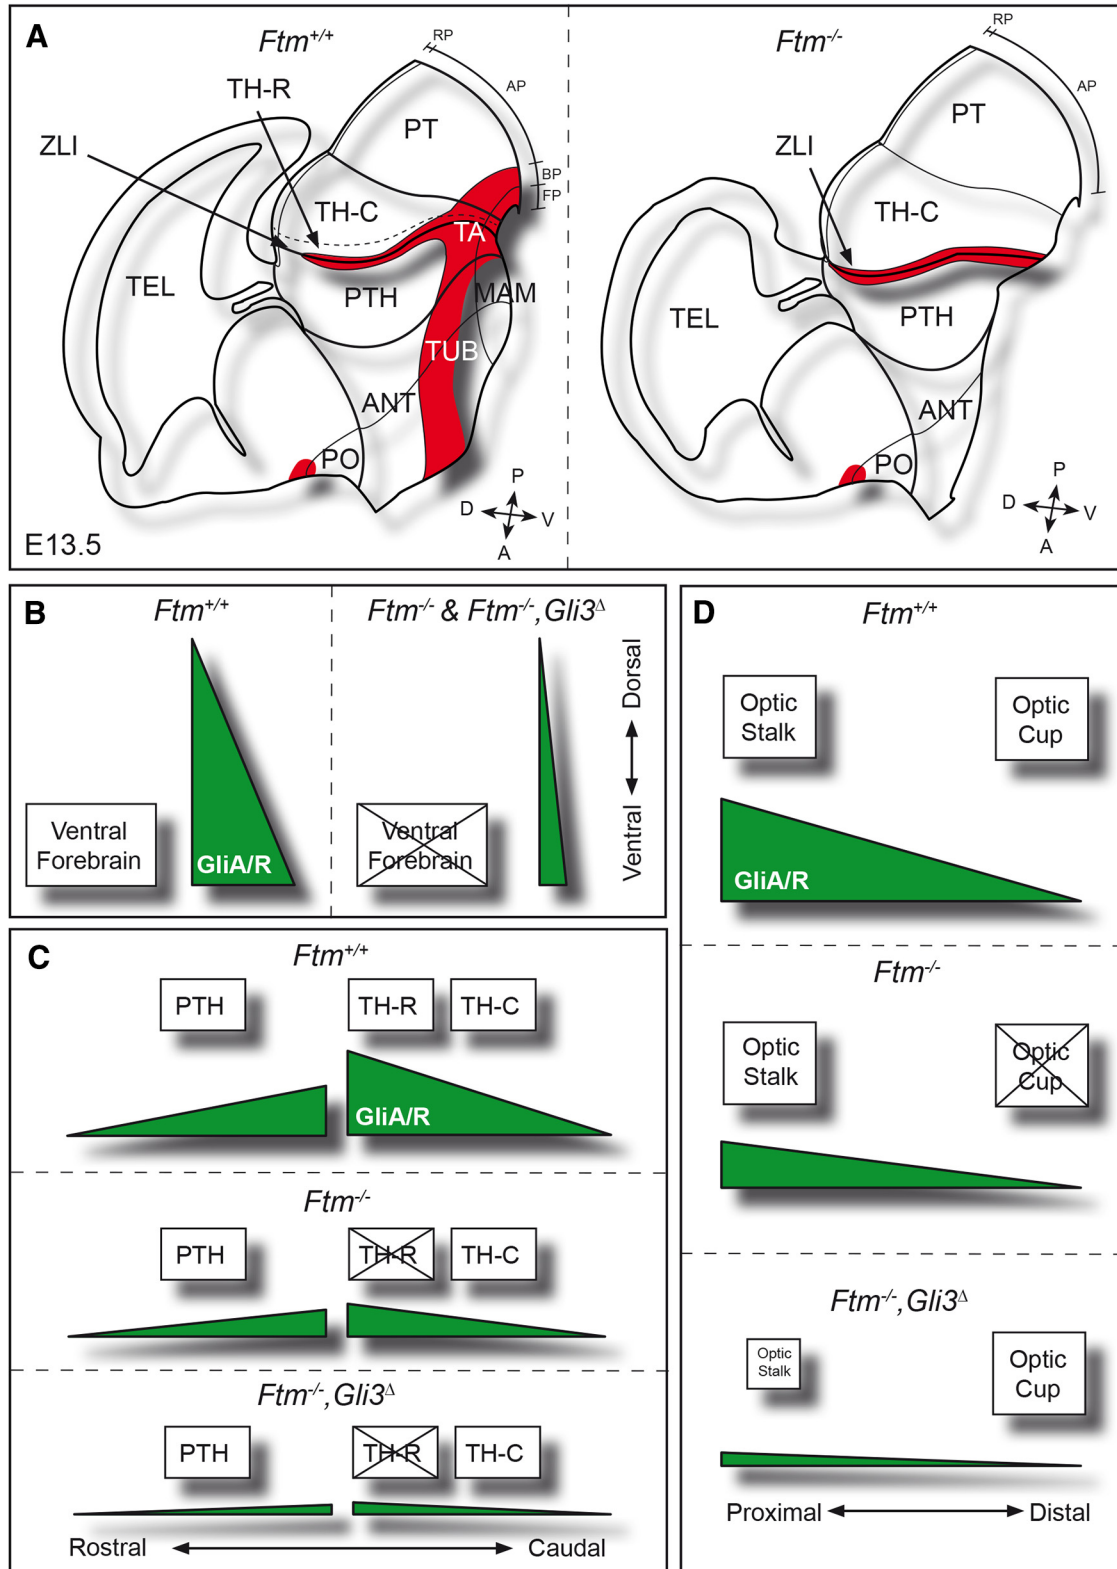 A
Ftm+/+
RP
AP
TH-R
PT
ZLI
BP
FP
TH-C
TA
TEL
PTH
MAM
TUB
ANT
PO
P
D
V
A
E13.5
Ftm-/-
RP
AP
PT
ZLI
TH-C
TEL
PTH
ANT
PO
P
D
V
A
B
Ftm+/+
Ventral
Forebrain
GliA/R
Ftm-/- & Ftm-/-,Gli3Δ
Ventral
Forebrain
Ventral
Dorsal
C
Ftm+/+
PTH
TH-R
TH-C
GliA/R
Ftm-/-
PTH
TH-R
TH-C
Ftm-/-,Gli3Δ
PTH
TH-R
TH-C
Rostral
Caudal
D
Ftm+/+
Optic
Stalk
Optic
Cup
GliA/R
Ftm-/-
Optic
Stalk
Optic
Cup
Ftm-/-,Gli3Δ
Optic
Stalk
Optic
Cup
Proximal
Distal